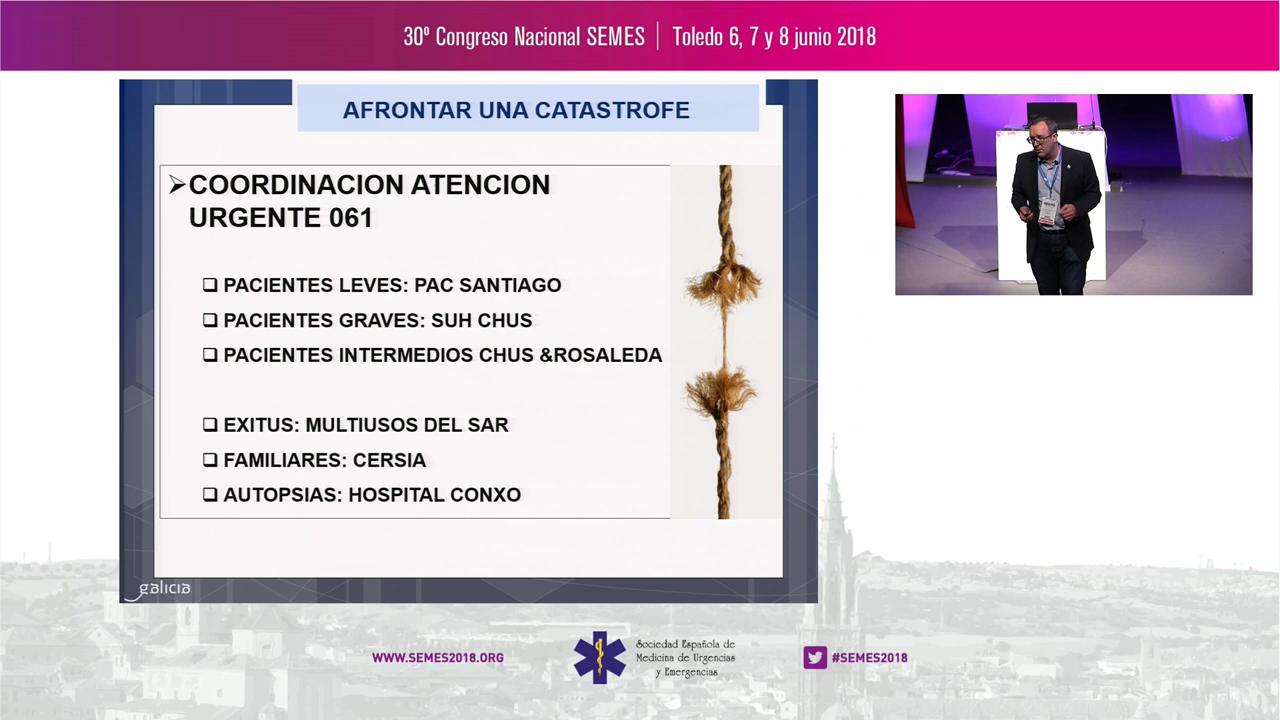 30º Congreso Nacional SEMES | Toledo 6, 7 y 8 junio 2018
AFRONTAR UNA CATASTROFE
➢COORDINACION ATENCION
URGENTE 061
❑ PACIENTES LEVES: PAC SANTIAGO
❑ PACIENTES GRAVES: SUH CHUS
❑ PACIENTES INTERMEDIOS CHUS &ROSALEDA
❑ EXITUS: MULTIUSOS DEL SAR
❑ FAMILIARES: CERSIA
❑ AUTOPSIAS: HOSPITAL CONXO
galicia
WWW.SEMES2018.ORG
Sociedad Española de
Medicina de Urgencias
y Emergencias
#SEMES2018